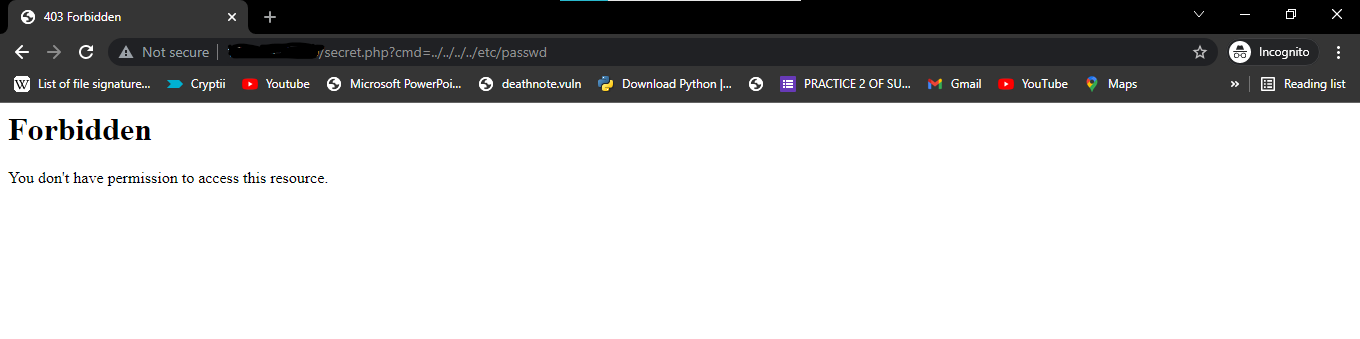 403 Forbidden
Not secure /secret.php?cmd=../../../../etc/passwd Incognito
List of file signature... Cryptii Youtube Microsoft PowerPoi... deathnote.vuln Download Python |... PRACTICE 2 OF SU... Gmail YouTube Maps » Reading list
Forbidden
You don't have permission to access this resource.